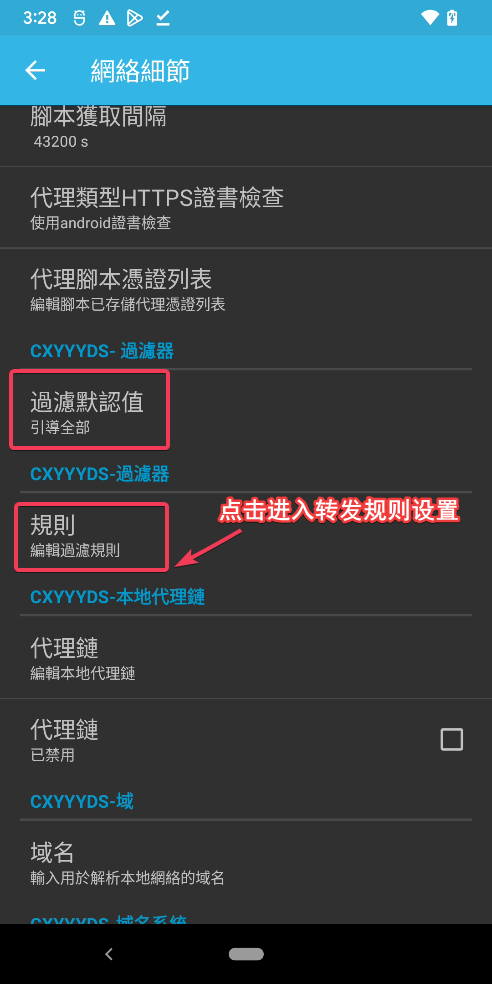 3:28
網絡細節
腳本獲取間隔
43200 s
代理類型HTTPS證書檢查
使用android證書檢查
代理腳本憑證列表
編輯腳本已存儲代理憑證列表
CXYYYDS- 過濾器
過濾默認值
引導全部
CXYYYDS-過濾器
点击进入转发规则设置
規則
編輯過濾規則
CXYYYDS-本地代理鏈
代理鏈
編輯本地代理鏈
代理鏈
已禁用
CXYYYDS-域
域名
輸入用於解析本地網絡的域名
CXYYYDS-域名系統